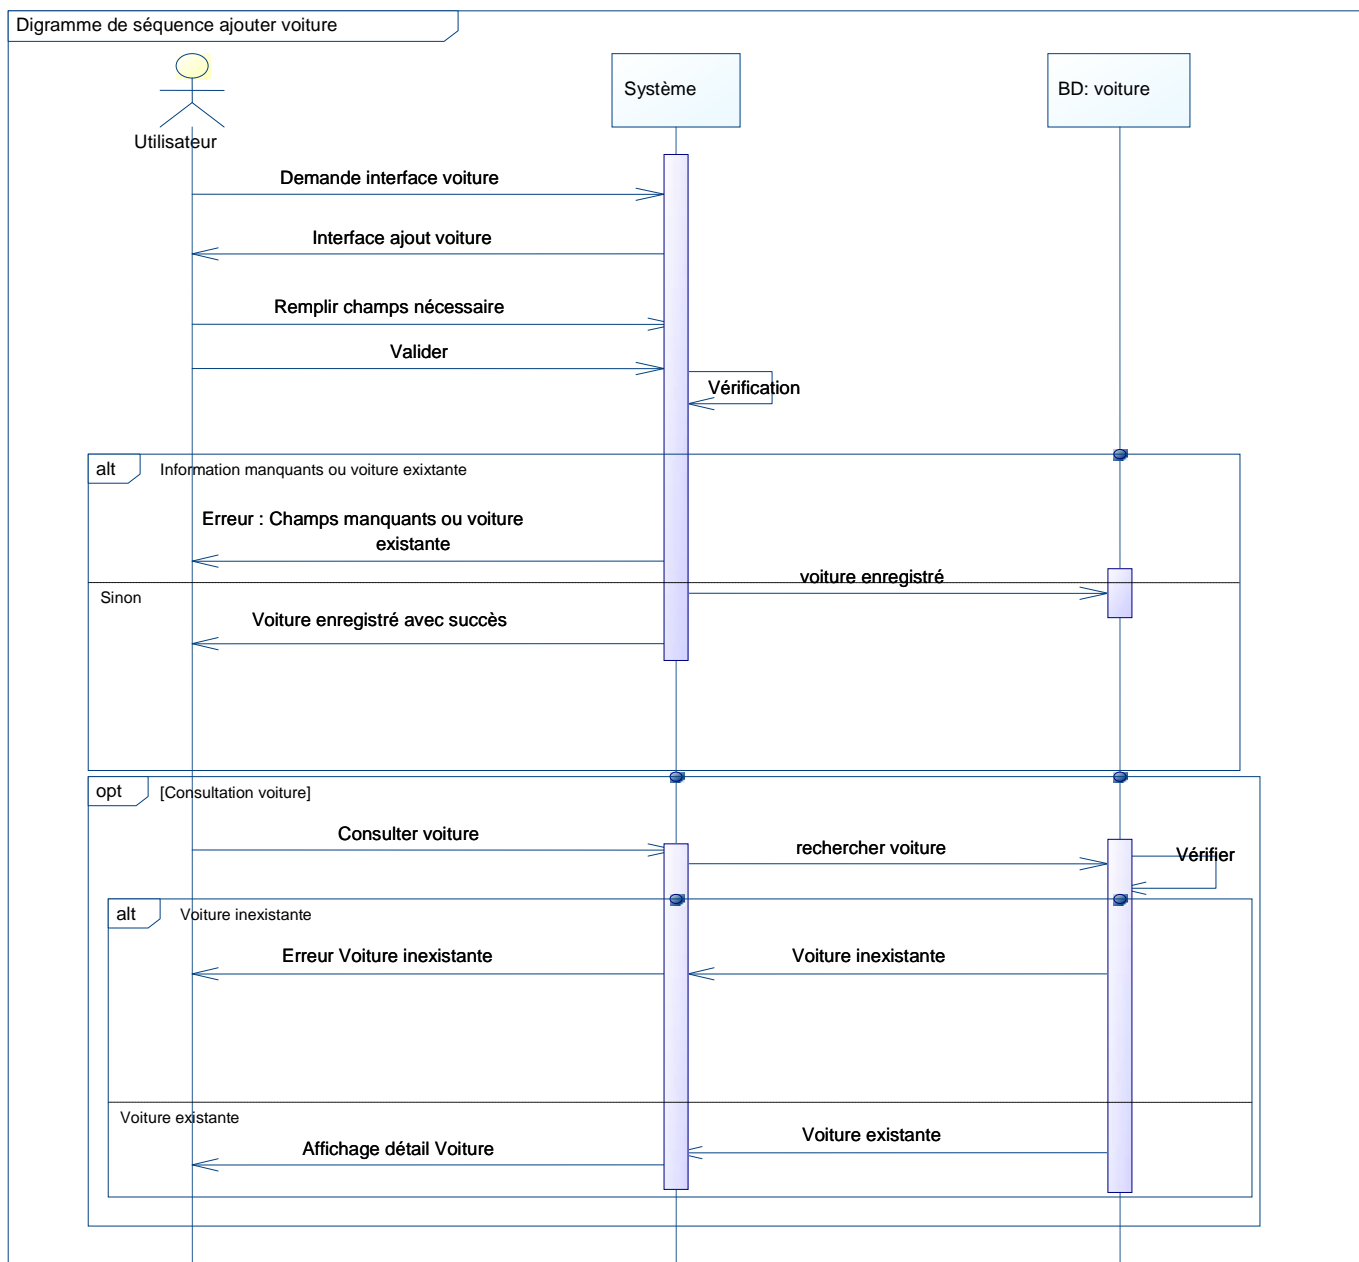 Digramme de séquence ajouter voiture
Système
BD: voiture
Utilisateur
Demande interface voiture
Interface ajout voiture
Remplir champs nécessaire
Valider
Vérification
alt
Information manquants ou voiture exixtante
Erreur : Champs manquants ou voiture
existante
voiture enregistré
Sinon
Voiture enregistré avec succès
opt
[Consultation voiture]
Consulter voiture
rechercher voiture
Vérifier
alt
Voiture inexistante
Erreur Voiture inexistante
Voiture inexistante
Voiture existante
Voiture existante
Affichage détail Voiture